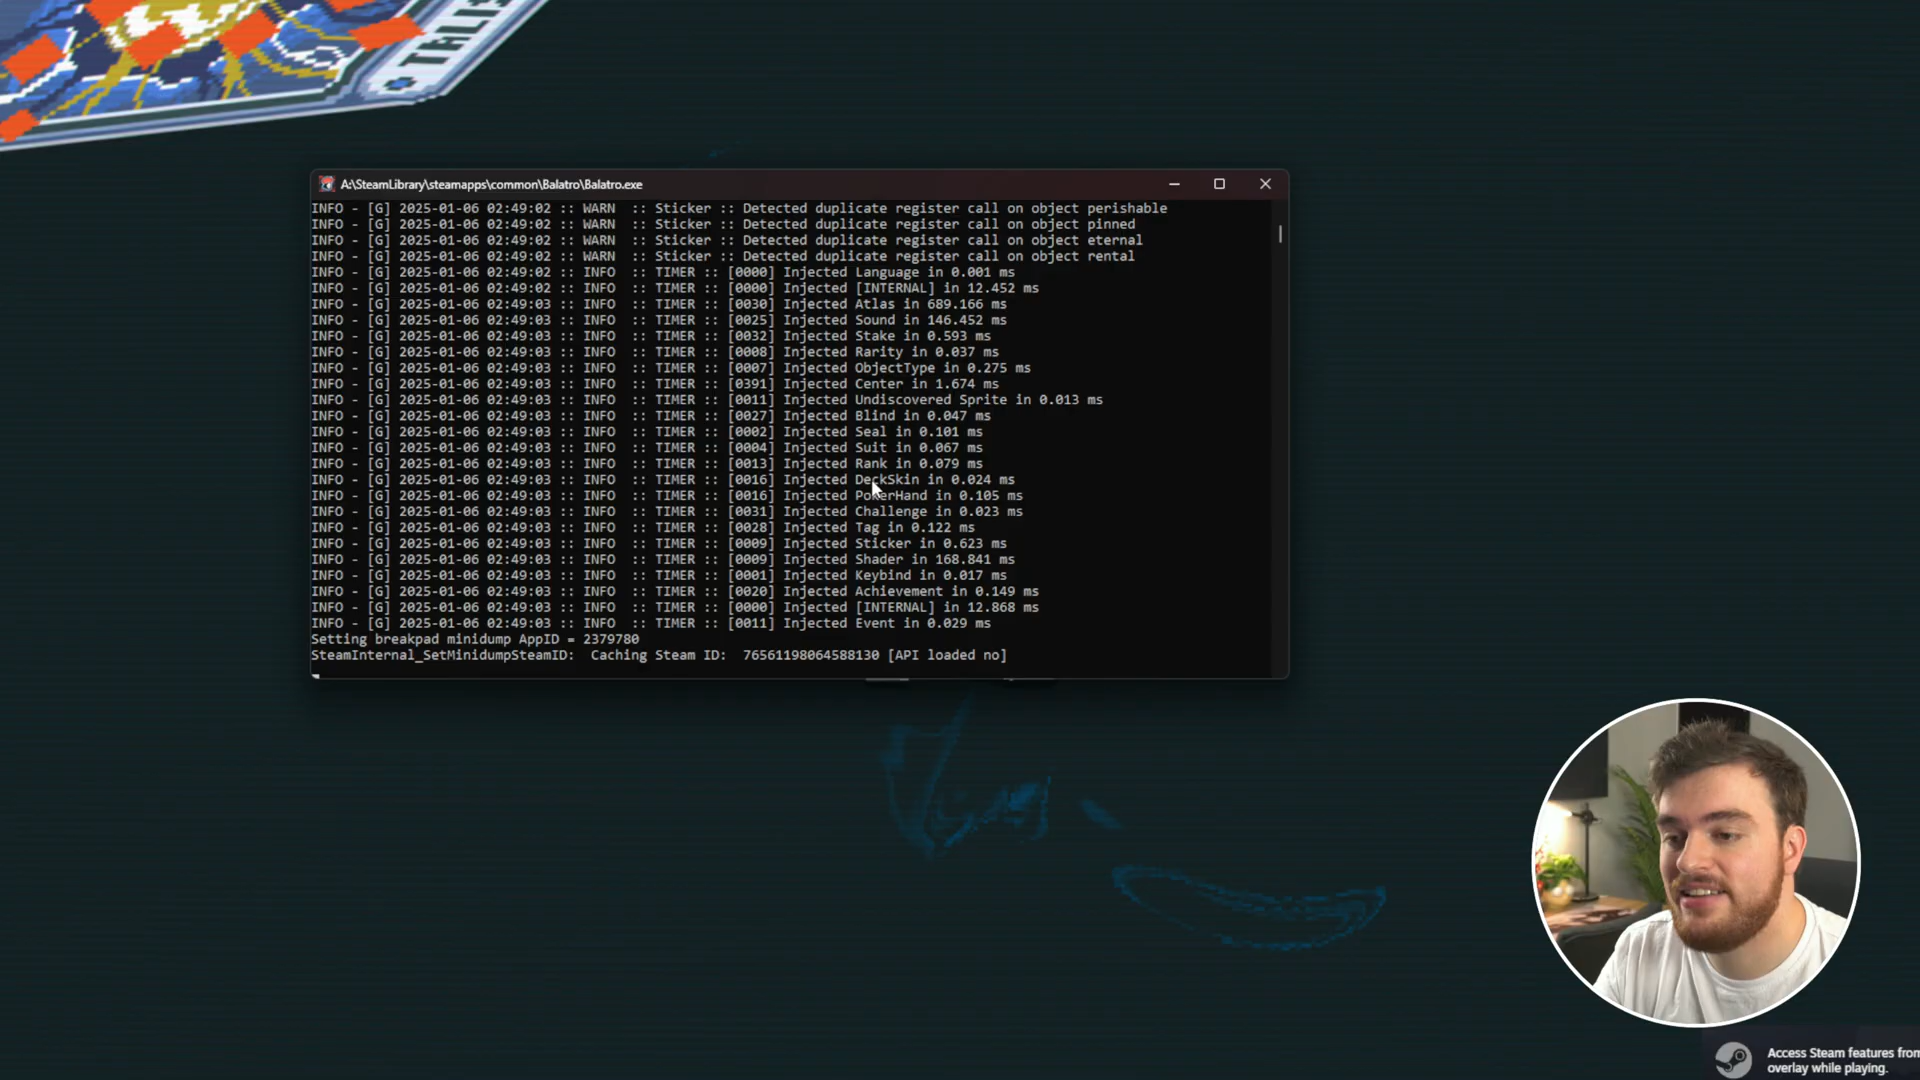 TALIS
A:\SteamLibrary\steamapps\common\Balatro\Balatro.exe
INFO - [G] 2025-01-06 02:49:02 :: WARN  :: Sticker :: Detected duplicate register call on object perishable
INFO - [G] 2025-01-06 02:49:02 :: WARN  :: Sticker :: Detected duplicate register call on object pinned
INFO - [G] 2025-01-06 02:49:02 :: WARN  :: Sticker :: Detected duplicate register call on object eternal
INFO - [G] 2025-01-06 02:49:02 :: WARN  :: Sticker :: Detected duplicate register call on object rental
INFO - [G] 2025-01-06 02:49:02 :: INFO  :: TIMER :: [0000] Injected Language in 0.001 ms
INFO - [G] 2025-01-06 02:49:02 :: INFO  :: TIMER :: [0000] Injected [INTERNAL] in 12.452 ms
INFO - [G] 2025-01-06 02:49:03 :: INFO  :: TIMER :: [0030] Injected Atlas in 689.166 ms
INFO - [G] 2025-01-06 02:49:03 :: INFO  :: TIMER :: [0025] Injected Sound in 146.452 ms
INFO - [G] 2025-01-06 02:49:03 :: INFO  :: TIMER :: [0032] Injected Stake in 0.593 ms
INFO - [G] 2025-01-06 02:49:03 :: INFO  :: TIMER :: [0008] Injected Rarity in 0.037 ms
INFO - [G] 2025-01-06 02:49:03 :: INFO  :: TIMER :: [0007] Injected ObjectType in 0.275 ms
INFO - [G] 2025-01-06 02:49:03 :: INFO  :: TIMER :: [0391] Injected Center in 1.674 ms
INFO - [G] 2025-01-06 02:49:03 :: INFO  :: TIMER :: [0011] Injected Undiscovered Sprite in 0.013 ms
INFO - [G] 2025-01-06 02:49:03 :: INFO  :: TIMER :: [0027] Injected Blind in 0.047 ms
INFO - [G] 2025-01-06 02:49:03 :: INFO  :: TIMER :: [0002] Injected Seal in 0.101 ms
INFO - [G] 2025-01-06 02:49:03 :: INFO  :: TIMER :: [0004] Injected Suit in 0.067 ms
INFO - [G] 2025-01-06 02:49:03 :: INFO  :: TIMER :: [0013] Injected Rank in 0.079 ms
INFO - [G] 2025-01-06 02:49:03 :: INFO  :: TIMER :: [0016] Injected DeckSkin in 0.024 ms
INFO - [G] 2025-01-06 02:49:03 :: INFO  :: TIMER :: [0016] Injected PokerHand in 0.105 ms
INFO - [G] 2025-01-06 02:49:03 :: INFO  :: TIMER :: [0031] Injected Challenge in 0.023 ms
INFO - [G] 2025-01-06 02:49:03 :: INFO  :: TIMER :: [0028] Injected Tag in 0.122 ms
INFO - [G] 2025-01-06 02:49:03 :: INFO  :: TIMER :: [0009] Injected Sticker in 0.623 ms
INFO - [G] 2025-01-06 02:49:03 :: INFO  :: TIMER :: [0009] Injected Shader in 168.841 ms
INFO - [G] 2025-01-06 02:49:03 :: INFO  :: TIMER :: [0001] Injected Keybind in 0.017 ms
INFO - [G] 2025-01-06 02:49:03 :: INFO  :: TIMER :: [0020] Injected Achievement in 0.149 ms
INFO - [G] 2025-01-06 02:49:03 :: INFO  :: TIMER :: [0000] Injected [INTERNAL] in 12.868 ms
INFO - [G] 2025-01-06 02:49:03 :: INFO  :: TIMER :: [0011] Injected Event in 0.029 ms
Setting breakpad minidump AppID = 2379780
SteamInternal_SetMinidumpSteamID:  Caching Steam ID:  76561198064588130 [API loaded no]
Access Steam features from
overlay while playing.